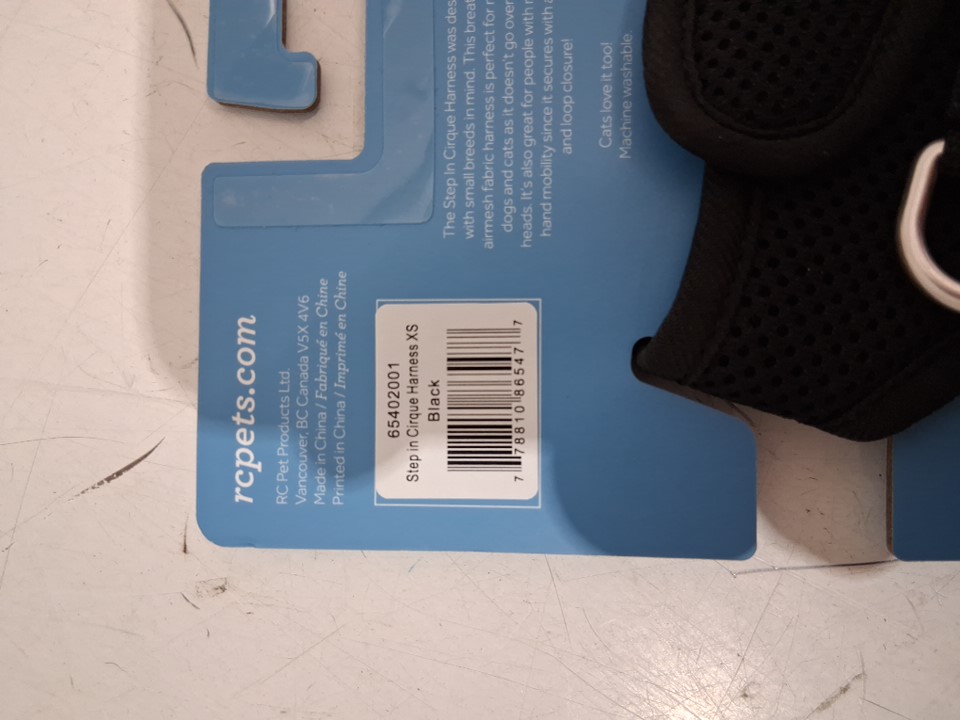 The Step In Cirque Harness was des
with small breeds in mind. This breat
airmesh fabric harness is perfect for
dogs and cats as it doesn't go over
heads. It's also great for people with
hand mobility since it secures with a
and loop closure!
Cats love it too!
Machine washable.
rcpets.com
RC Pet Products Ltd.
Vancouver, BC Canada V5X 4V6
Made in China / Fabriqué en Chine
Printed in China / Imprimé en Chine
65402001
Step in Cirque Harness XS
Black
7 78810 86547 7